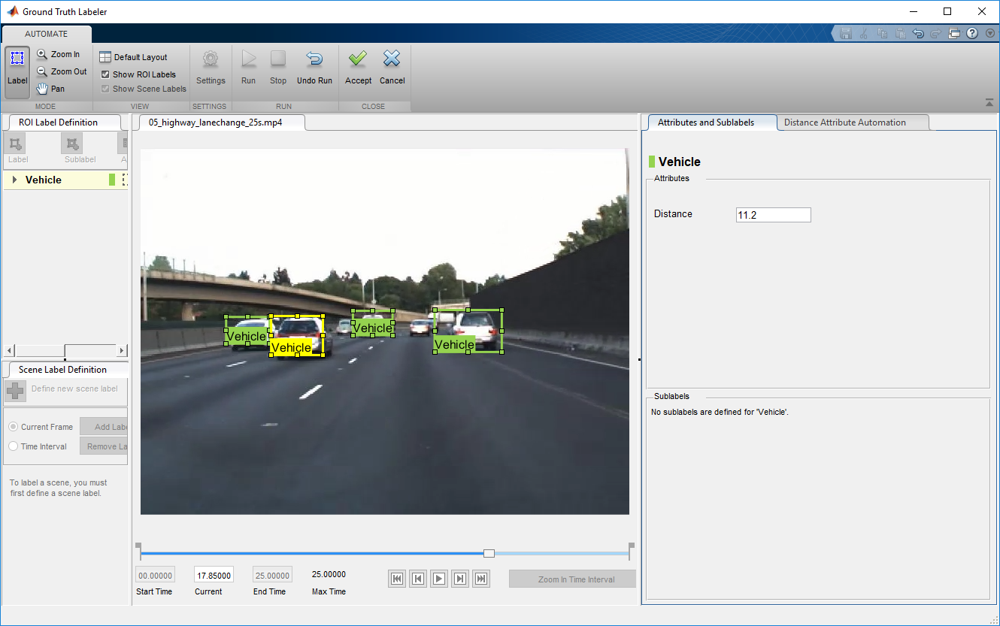 Ground Truth Labeler
AUTOMATE
Label
Zoom In
Zoom Out
Pan
MODE
Default Layout
Show ROI Labels
Show Scene Labels
VIEW
Settings
SETTINGS
Run
Stop
Undo Run
RUN
Accept
Cancel
CLOSE
ROI Label Definition
Label
Sublabel
A
Vehicle
Scene Label Definition
Define new scene label
Current Frame
Add Labe
Time Interval
Remove La
To label a scene, you must
first define a scene label.
05_highway_lanechange_25s.mp4
Vehicle
Vehicle
Vehicle
Vehicle
00.00000
17.85000
25.00000
25.00000
Start Time
Current
End Time
Max Time
Zoom In Time Interval
Attributes and Sublabels
Distance Attribute Automation
Vehicle
Attributes
Distance
11.2
Sublabels
No sublabels are defined for 'Vehicle'.